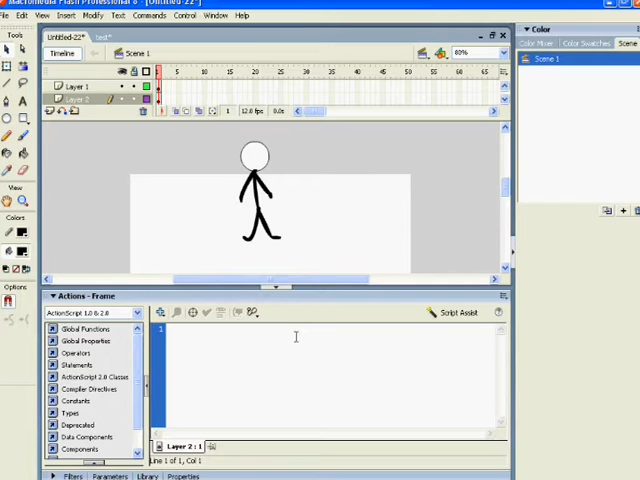 Macromedia Flash Professional 8 - [Untitled-22*]
Edit View Insert Modify Text Commands Control Window Help
Tools
Untitled-22* test*
Timeline Scene 1 80%
5 10 15 20 25 30 35 40 45 50 55 60 65
Layer 1
Layer 2
1 12.0 fps 0.0s
View
Colors
Options
Color
Color Mixer Color Swatches Scene
Scene 1
Actions - Frame
ActionScript 1.0 & 2.0 Script Assist
Global Functions
Global Properties
Operators
Statements
ActionScript 2.0 Classes
Compiler Directives
Constants
Types
Deprecated
Data Components
Components
1
Layer 2 : 1
Line 1 of 1, Col 1
Filters Parameters Library Properties